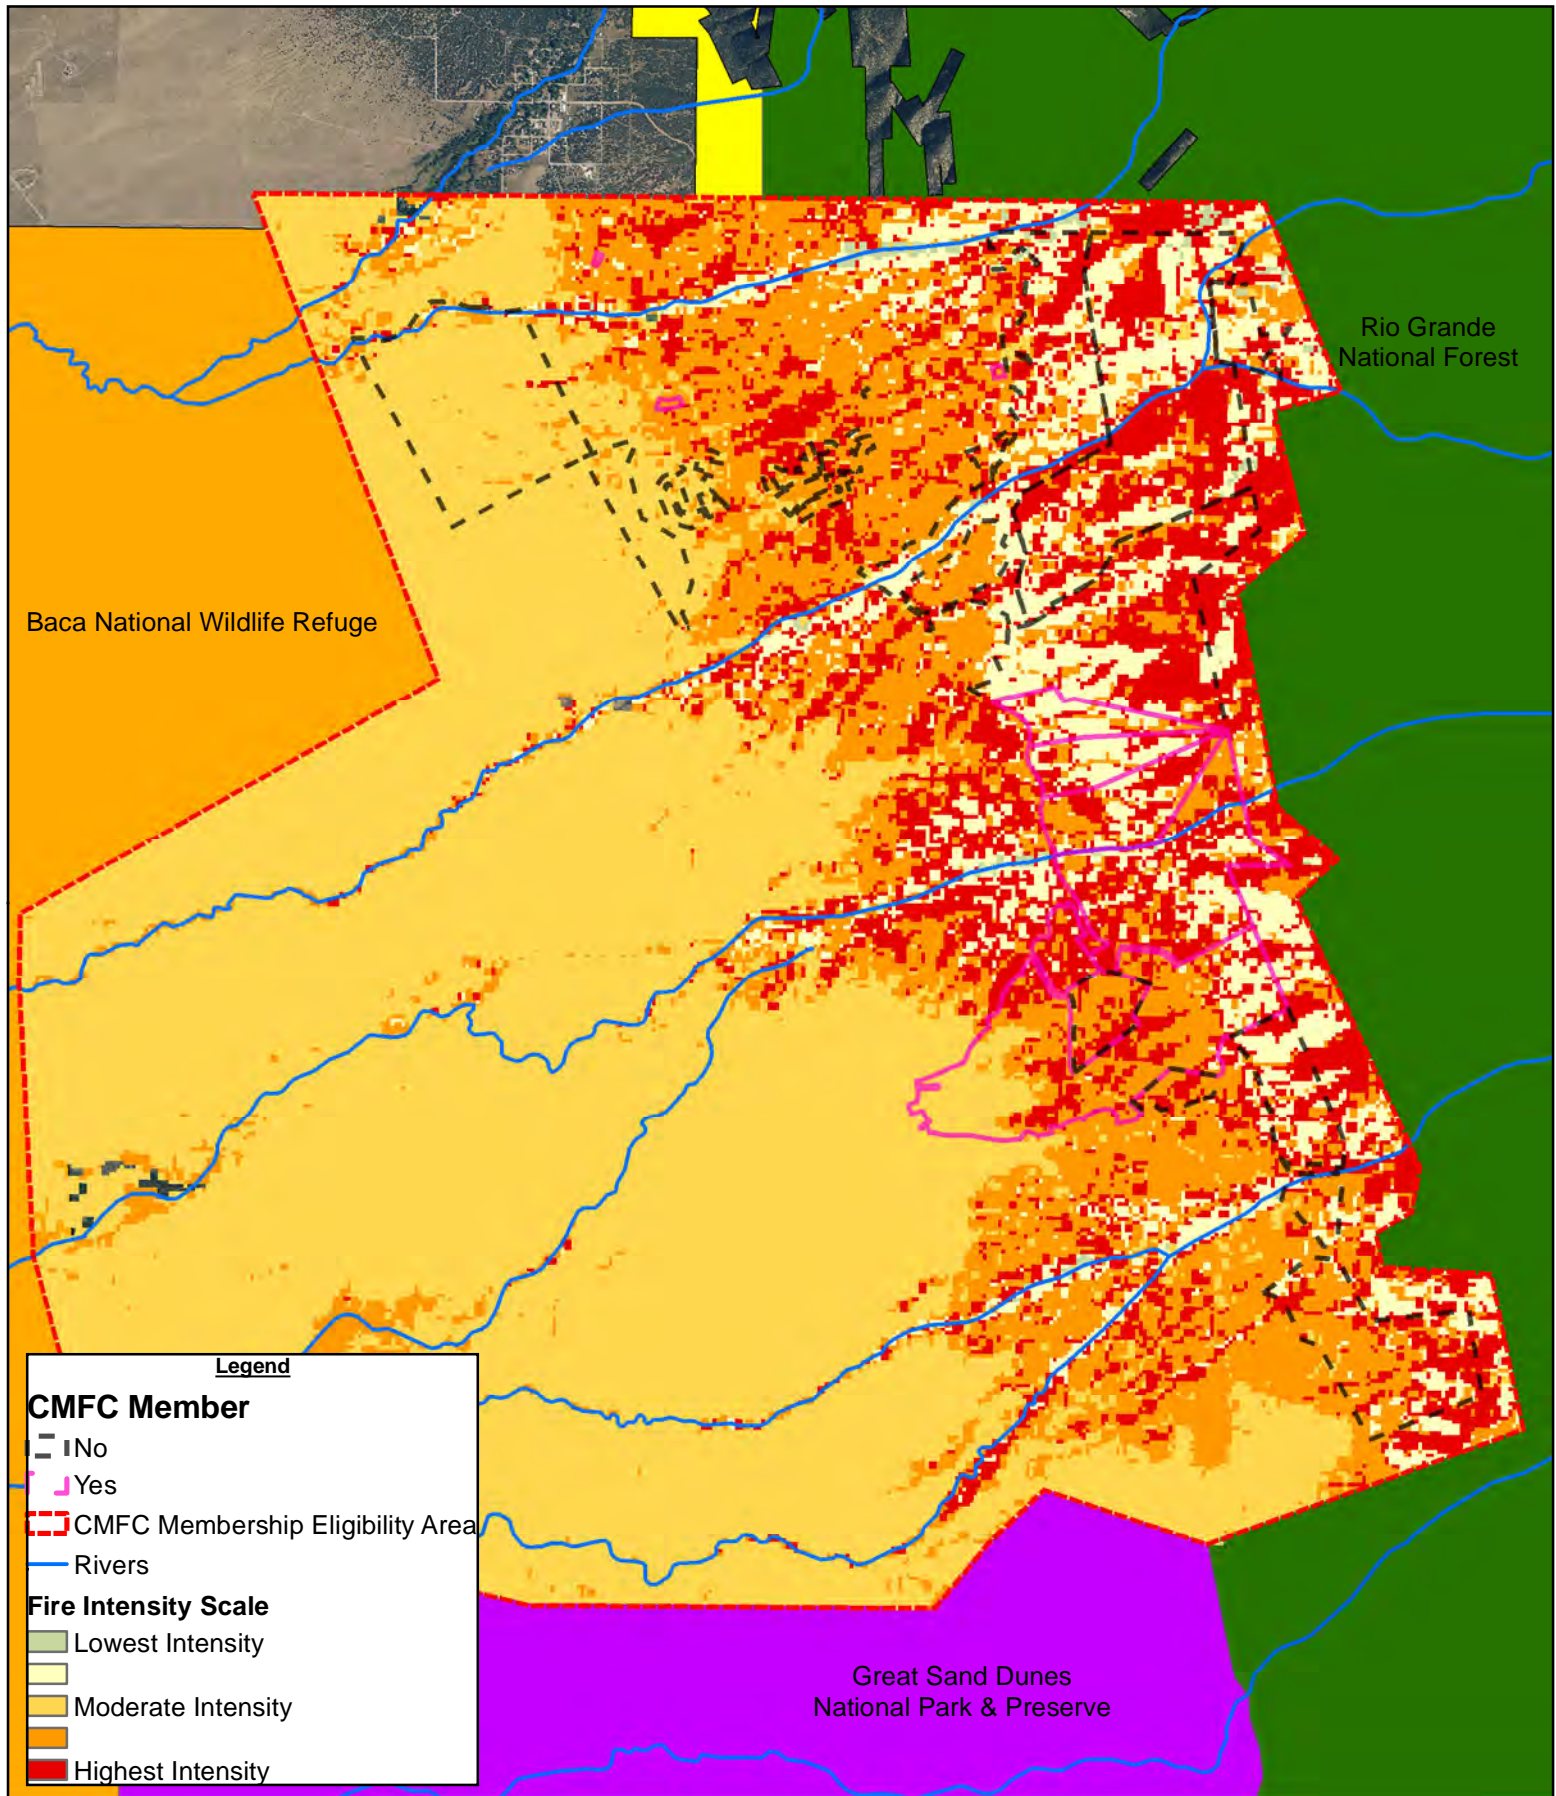 Rio Grande
National Forest
Baca National Wildlife Refuge
Legend
CMFC Member
No
Yes
CMFC Membership Eligibility Area
Rivers
Fire Intensity Scale
Lowest Intensity
Moderate Intensity
Highest Intensity
Great Sand Dunes
National Park & Preserve